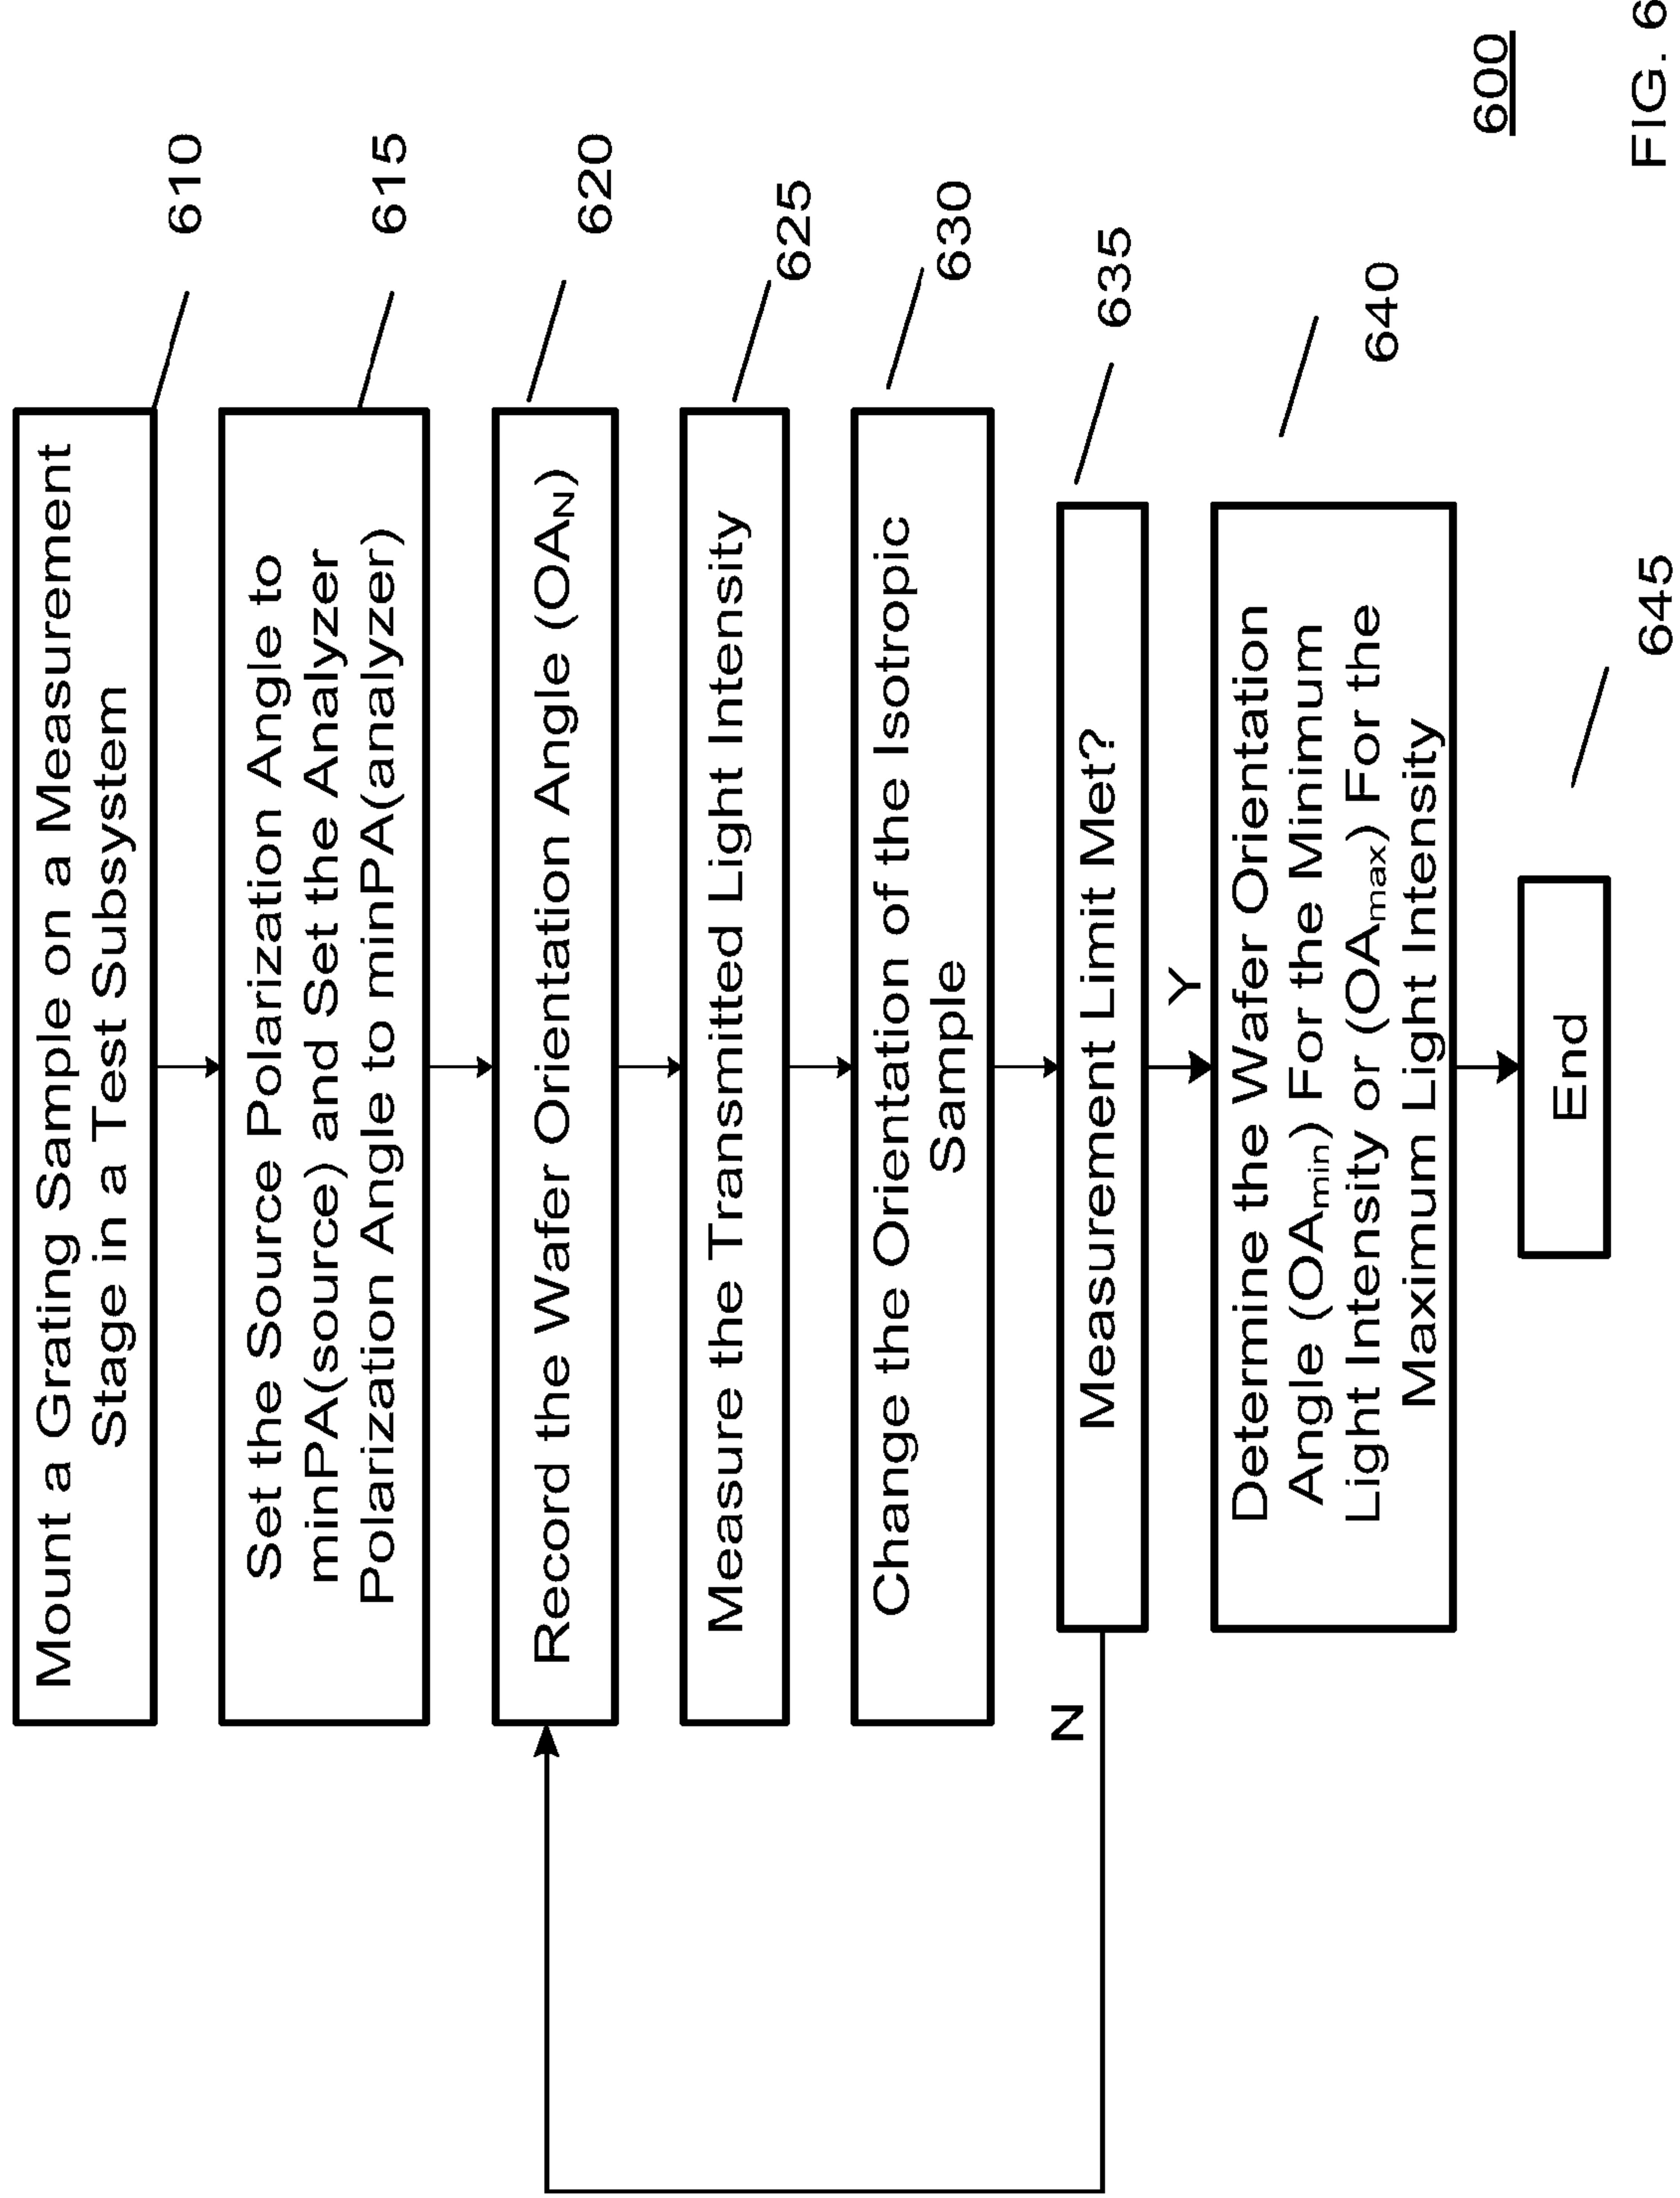 Mount a Grating Sample on a Measurement
Stage in a Test Subsystem
610
Set the Source Polarization Angle to
minPA(source) and Set the Analyzer
Polarization Angle to minPA(analyzer)
615
Record the Wafer Orientation Angle (OAN)
620
Measure the Transmitted Light Intensity
625
Change the Orientation of the Isotropic
Sample
630
Measurement Limit Met?
635
N
Y
Determine the Wafer Orientation
Angle (OAmin) For the Minimum
Light Intensity or (OAmax) For the
Maximum Light Intensity
640
End
645
600
FIG. 6